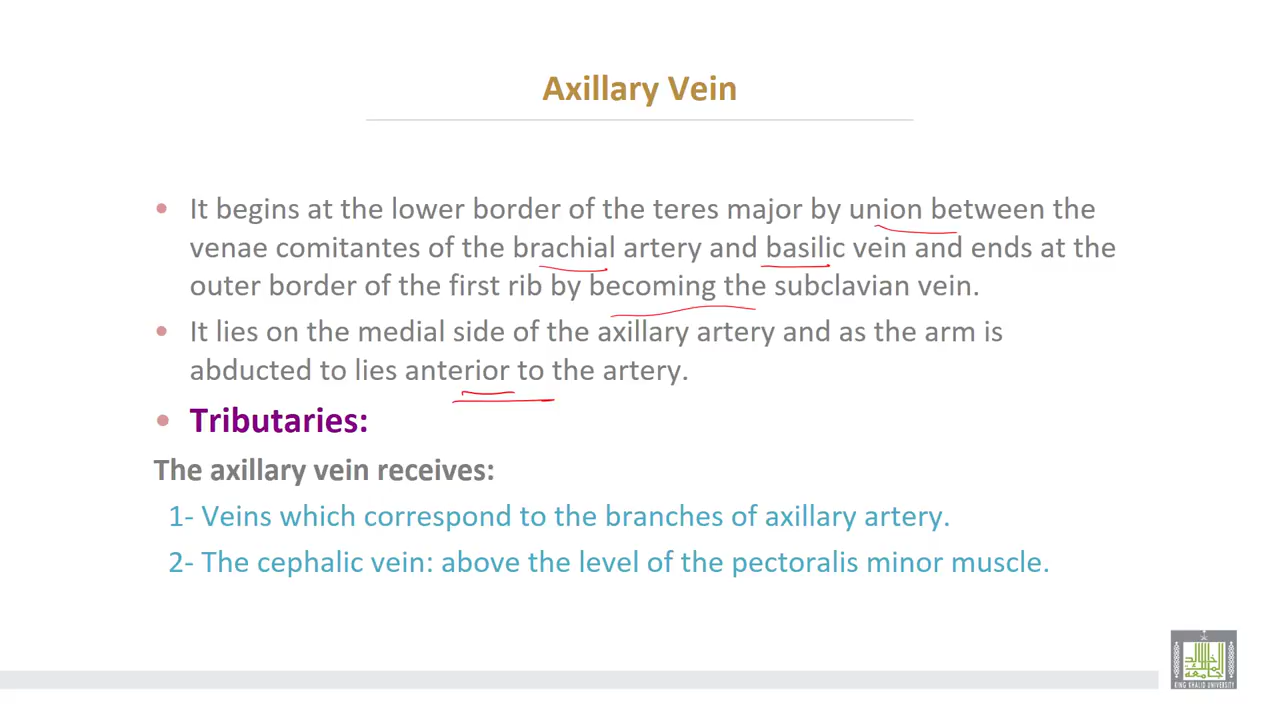 Axillary Vein
• It begins at the lower border of the teres major by union between the
venae comitantes of the brachial artery and basilic vein and ends at the
outer border of the first rib by becoming the subclavian vein.
• It lies on the medial side of the axillary artery and as the arm is
abducted to lies anterior to the artery.
• Tributaries:
The axillary vein receives:
1- Veins which correspond to the branches of axillary artery.
2- The cephalic vein: above the level of the pectoralis minor muscle.
KING KHALID UNIVERSITY